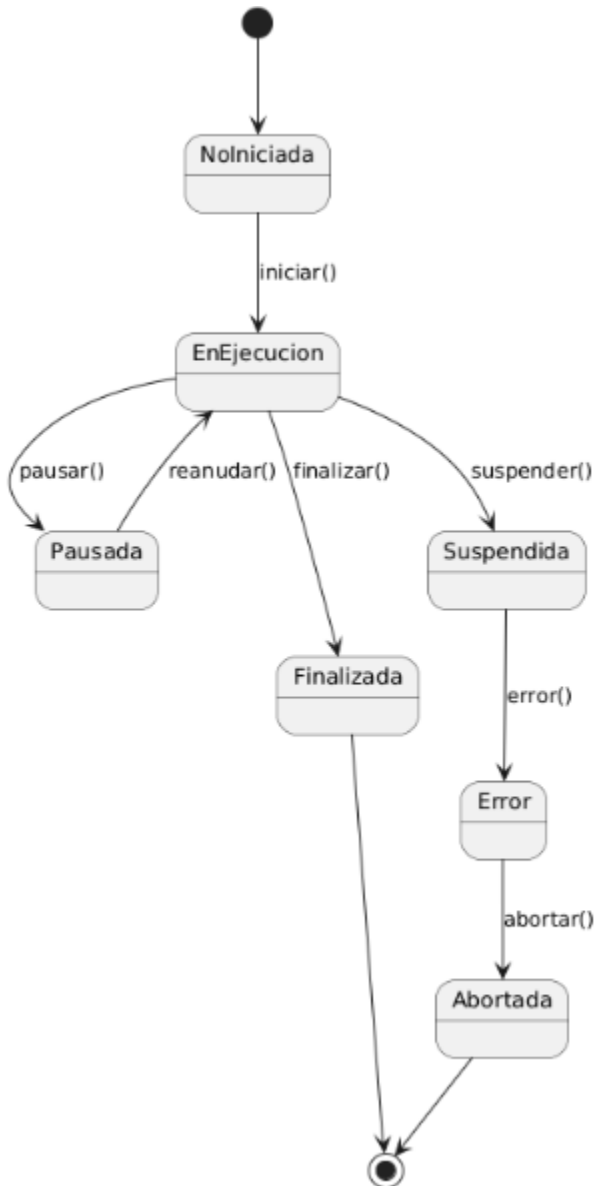 NoIniciada
iniciar()
EnEjecucion
pausar()
reanudar()
finalizar()
suspender()
Pausada
Suspendida
Finalizada
error()
Error
abortar()
Abortada